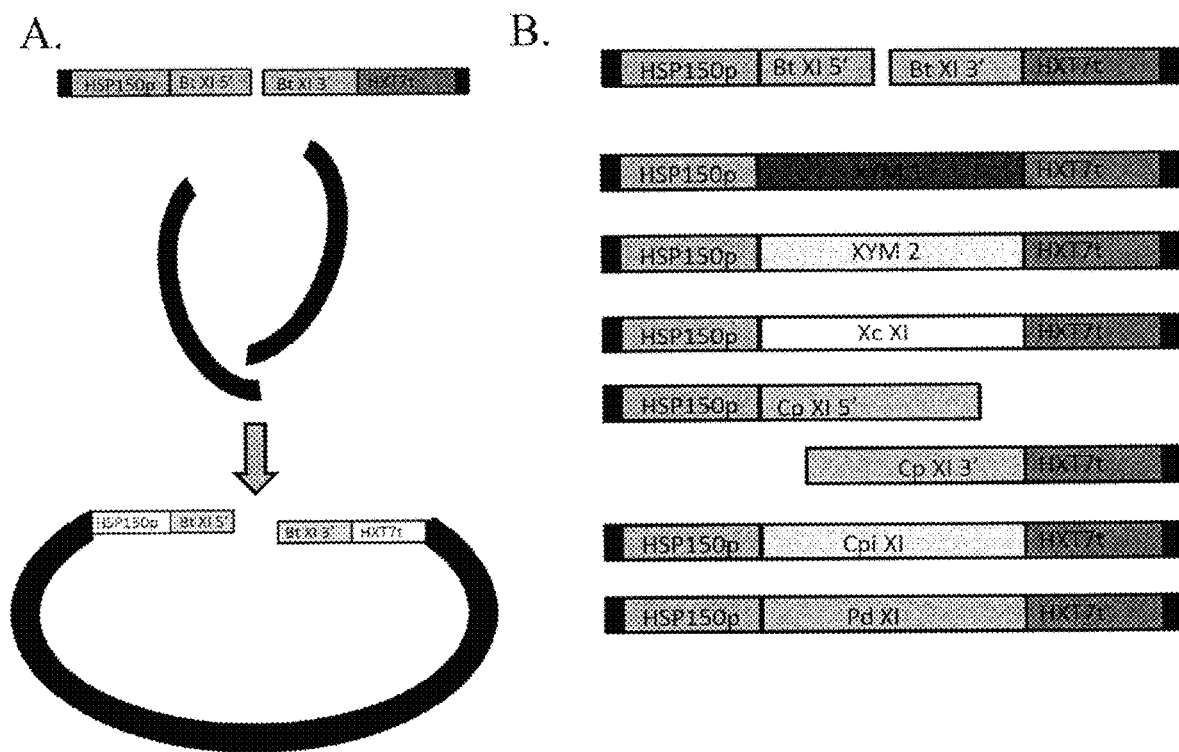 A.
HSP150p Bt XI 5' Bt XI 3' HXT7t
HSP150p Bt XI 5' Bt XI 3' HXT7t
B.
HSP150p Bt XI 5' Bt XI 3' HXT7t
HSP150p XYM 1 HXT7t
HSP150p XYM 2 HXT7t
HSP150p Xc XI HXT7t
HSP150p Cp XI 5'
Cp XI 3' HXT7t
HSP150p Cpi XI HXT7t
HSP150p Pd XI HXT7t